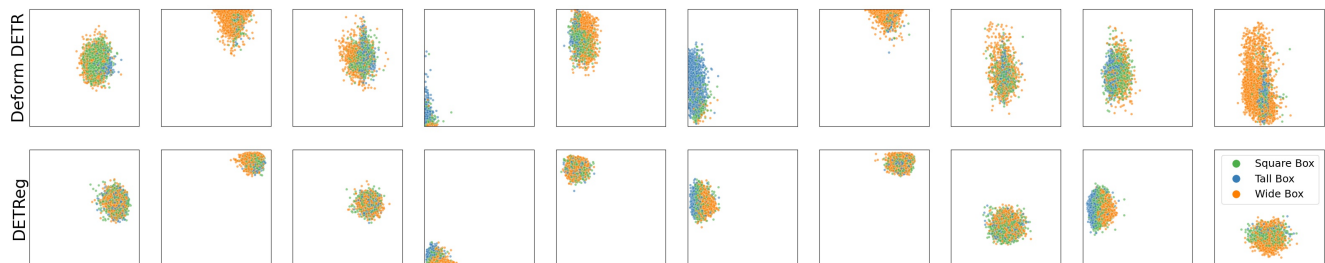 Deform DETR
DETReg
Square Box
Tall Box
Wide Box